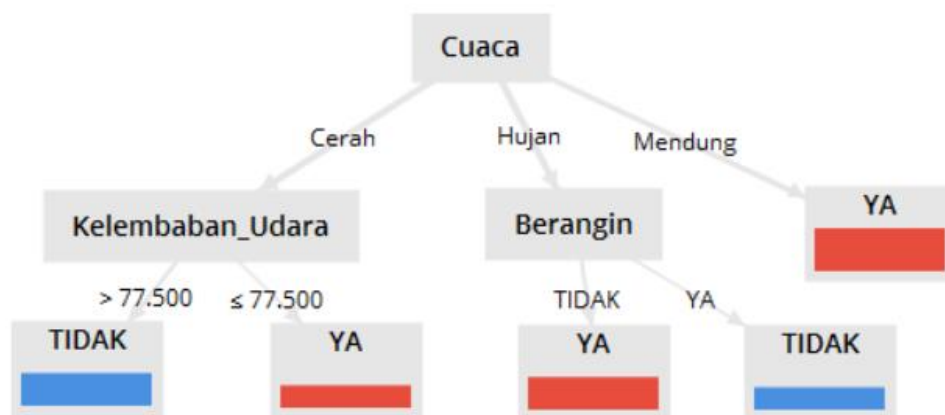 Cuaca
Cerah
Hujan
Mendung
Kelembaban_Udara
Berangin
YA
> 77.500
≤ 77.500
TIDAK
YA
TIDAK
YA
YA
TIDAK